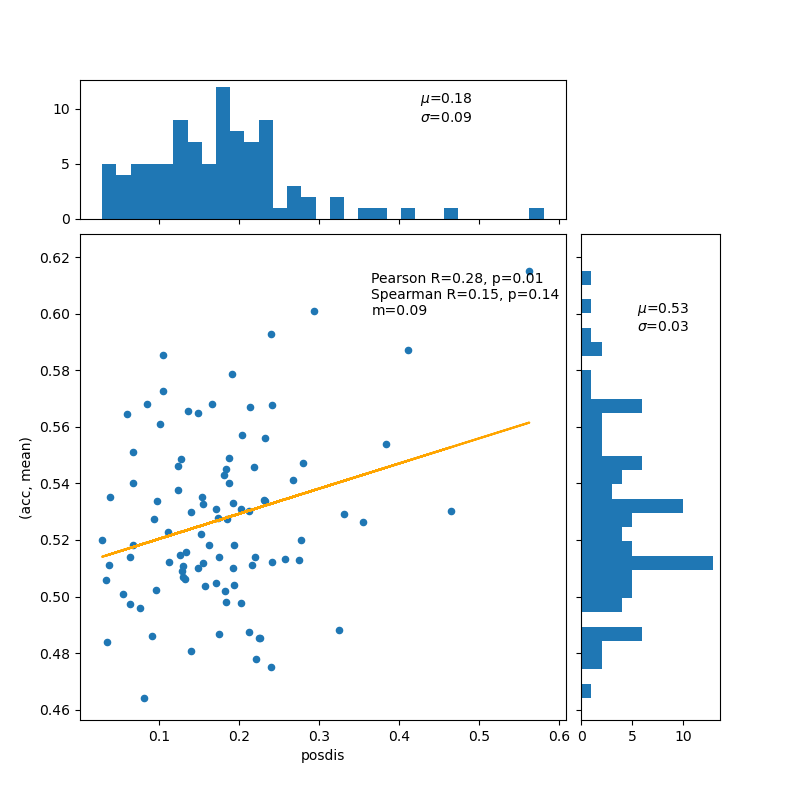 10
5
0
μ=0.18
σ=0.09
0.62
0.60
0.58
0.56
0.54
0.52
0.50
0.48
0.46
(acc, mean)
Pearson R=0.28, p=0.01
Spearman R=0.15, p=0.14
m=0.09
0.1 0.2 0.3 0.4 0.5 0.6
posdis
μ=0.53
σ=0.03
0 5 10